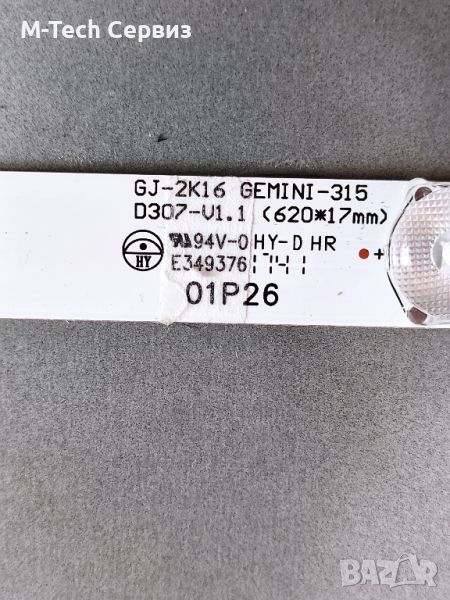 M-Tech Сервиз
GJ-2K16 GEMINI-315
D307-V1.1 (620*17mm)
94V-0 HY-D HR
HY E349376 1741
+
01P26
BAZAR